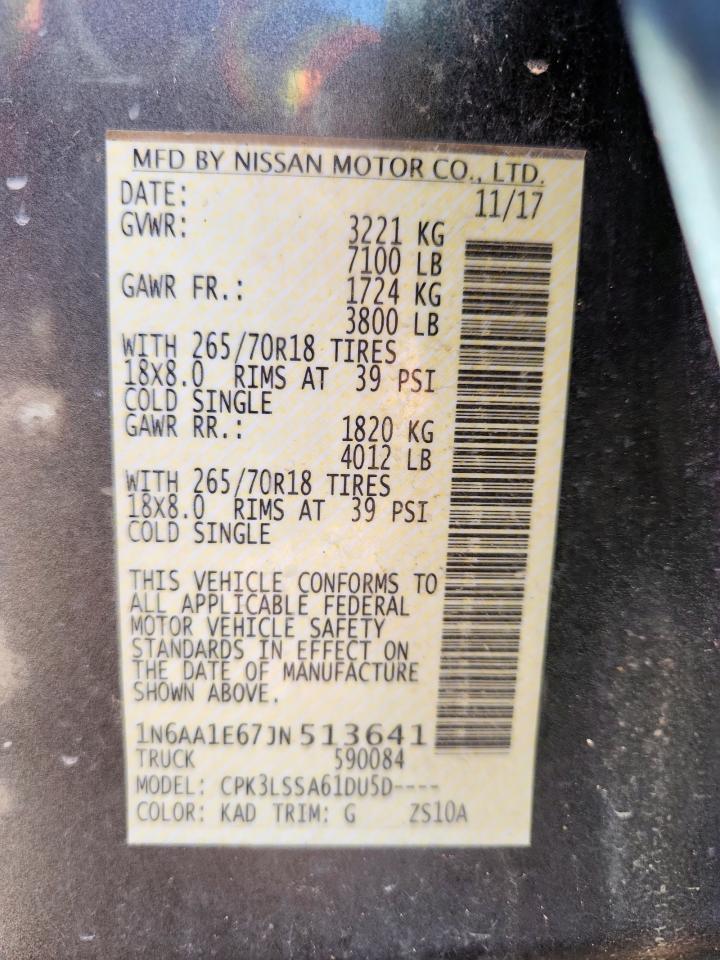 MFD BY NISSAN MOTOR CO., LTD.
DATE: 11/17
GVWR: 3221 KG
7100 LB
GAWR FR.: 1724 KG
3800 LB
WITH 265/70R18 TIRES
18X8.0 RIMS AT 39 PSI
COLD SINGLE
GAWR RR.: 1820 KG
4012 LB
WITH 265/70R18 TIRES
18X8.0 RIMS AT 39 PSI
COLD SINGLE
THIS VEHICLE CONFORMS TO
ALL APPLICABLE FEDERAL
MOTOR VEHICLE SAFETY
STANDARDS IN EFFECT ON
THE DATE OF MANUFACTURE
SHOWN ABOVE.
1N6AA1E67JN513641
TRUCK 590084
MODEL: CPK3LSSA61DU5D----
COLOR: KAD TRIM: G ZS10A